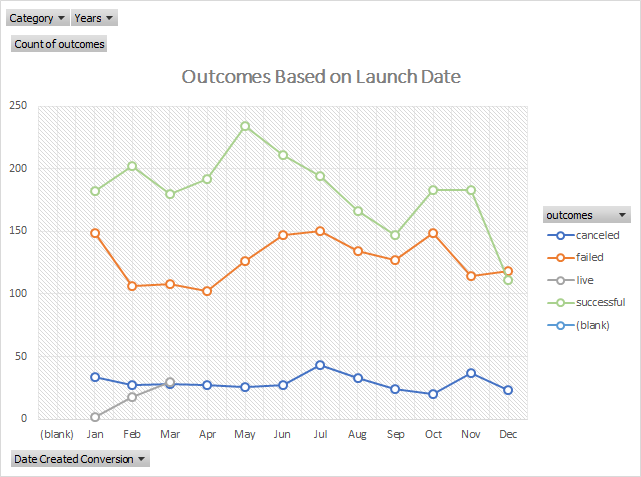 Category Years
Count of outcomes
Outcomes Based on Launch Date
250
200
150
100
50
0
(blank) Jan Feb Mar Apr May Jun Jul Aug Sep Oct Nov Dec
outcomes
canceled
failed
live
successful
(blank)
Date Created Conversion